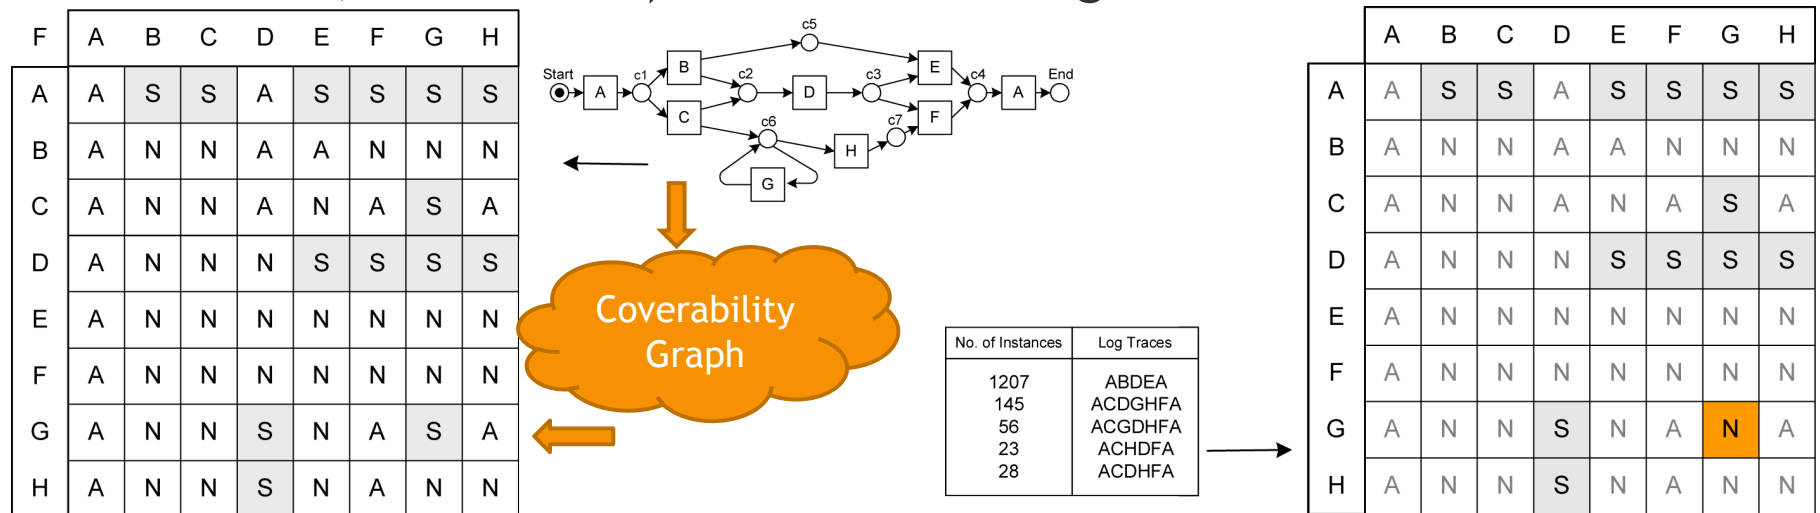 F A B C D E F G H
A A S S A S S S S
B A N N A A N N N
C A N N A N A S A
D A N N N S S S S
E A N N N N N N N
F A N N N N N N N
G A N N S N A S A
H A N N S N A N N
c5
B
E
Start
A
c1
c2
D
c3
c4
A
End
C
F
c6
c7
H
G
Coverability
Graph
No. of Instances Log Traces
1207 ABDEA
145 ACDGHFA
56 ACGDHFA
23 ACHDFA
28 ACDHFA
A B C D E F G H
A A S S A S S S S
B A N N A A N N N
C A N N A N A S A
D A N N N S S S S
E A N N N N N N N
F A N N N N N N N
G A N N S N A N A
H A N N S N A N N